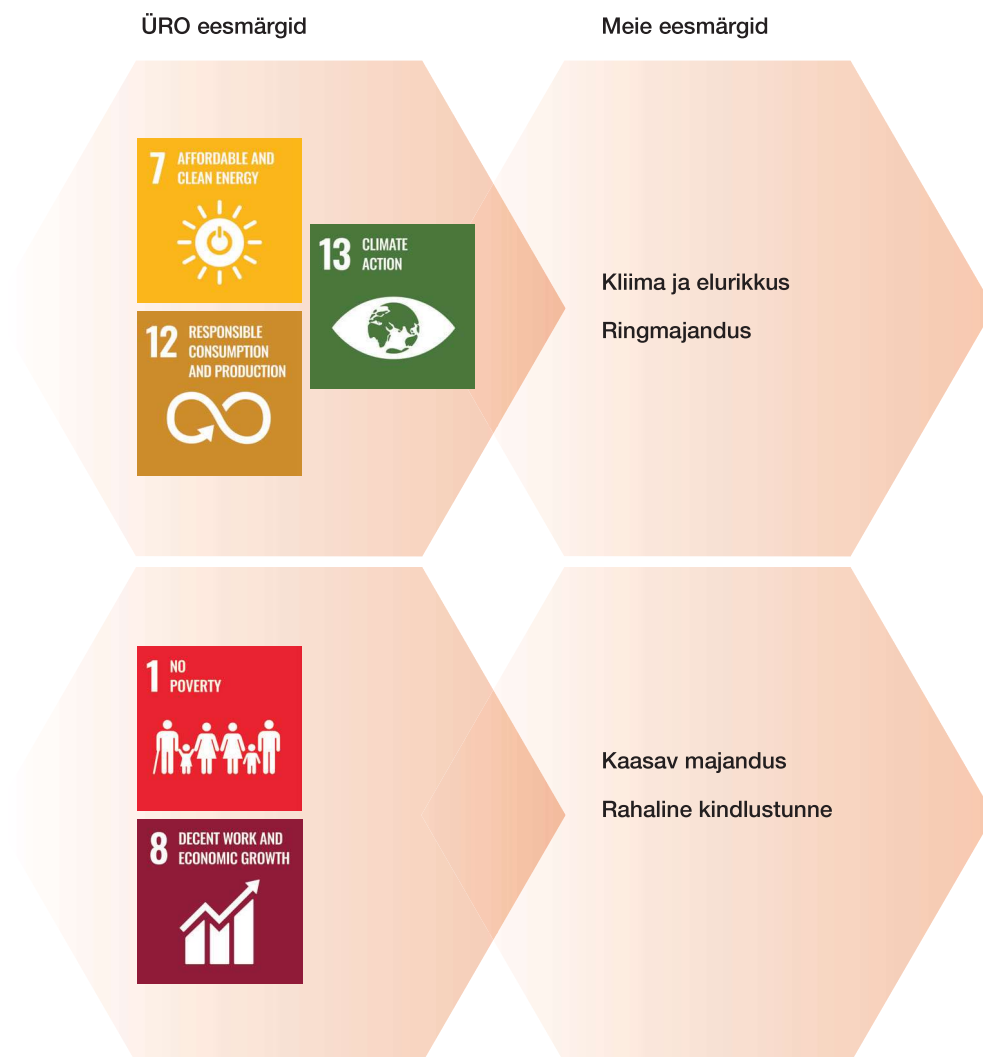 ÜRO eesmärgid
Meie eesmärgid
7 AFFORDABLE AND
CLEAN ENERGY
13 CLIMATE
ACTION
12 RESPONSIBLE
CONSUMPTION
AND PRODUCTION
Kliima ja elurikkus
Ringmajandus
1 NO
POVERTY
8 DECENT WORK AND
ECONOMIC GROWTH
Kaasav majandus
Rahaline kindlustunne